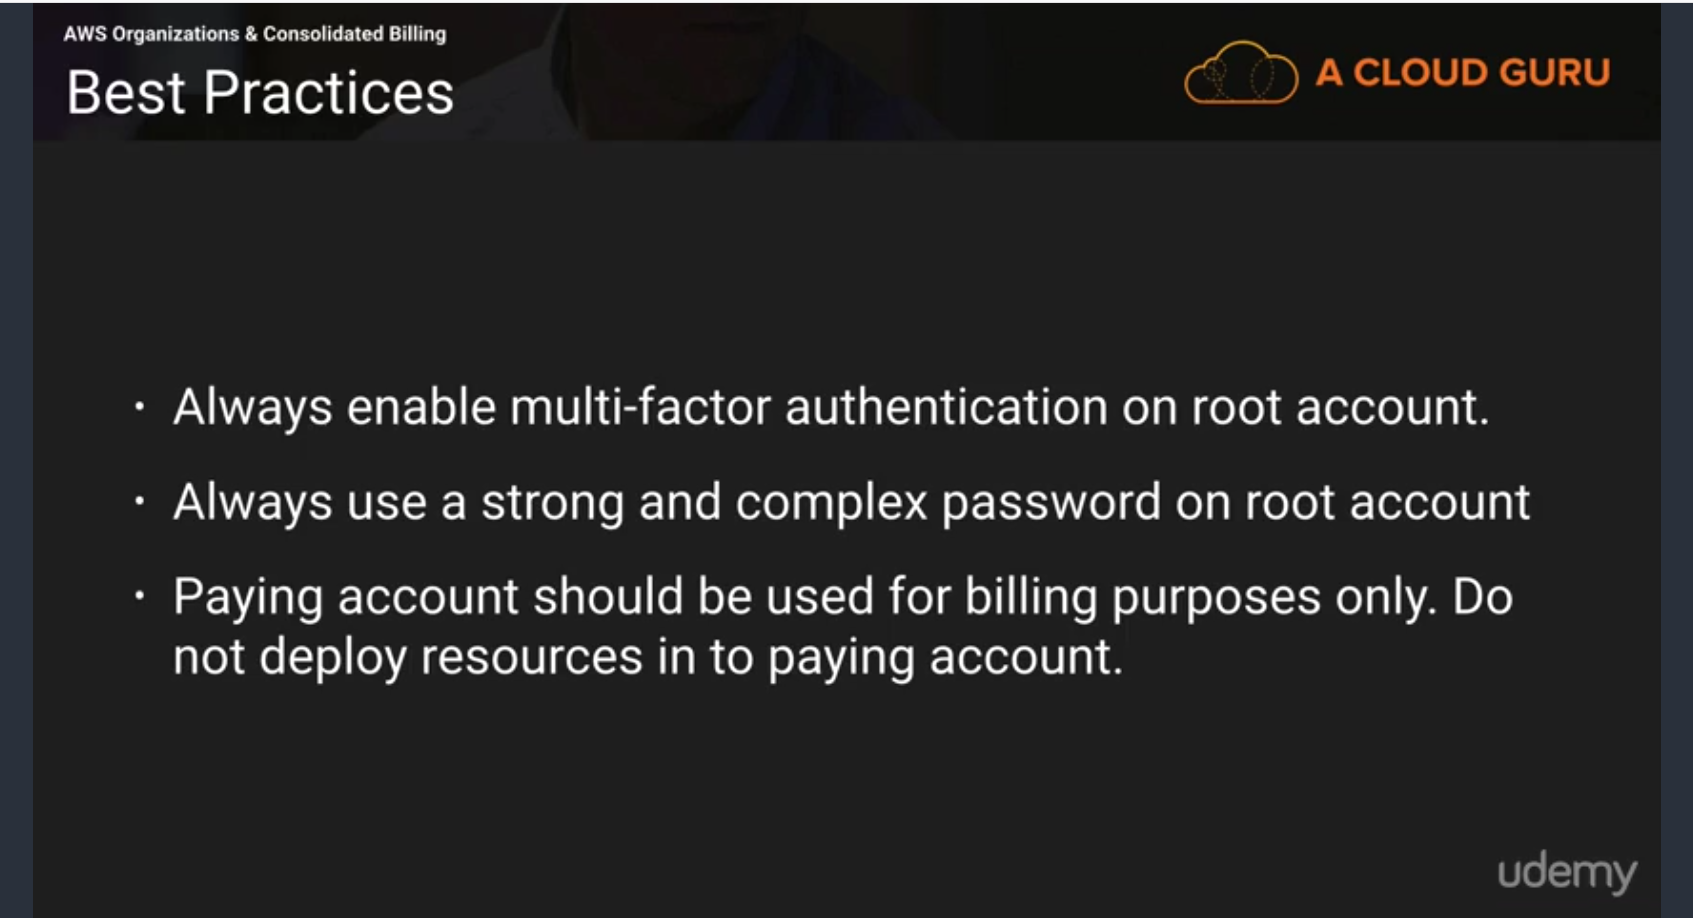 AWS Organizations & Consolidated Billing
Best Practices
A CLOUD GURU
· Always enable multi-factor authentication on root account.
· Always use a strong and complex password on root account
· Paying account should be used for billing purposes only. Do
not deploy resources in to paying account.
udemy